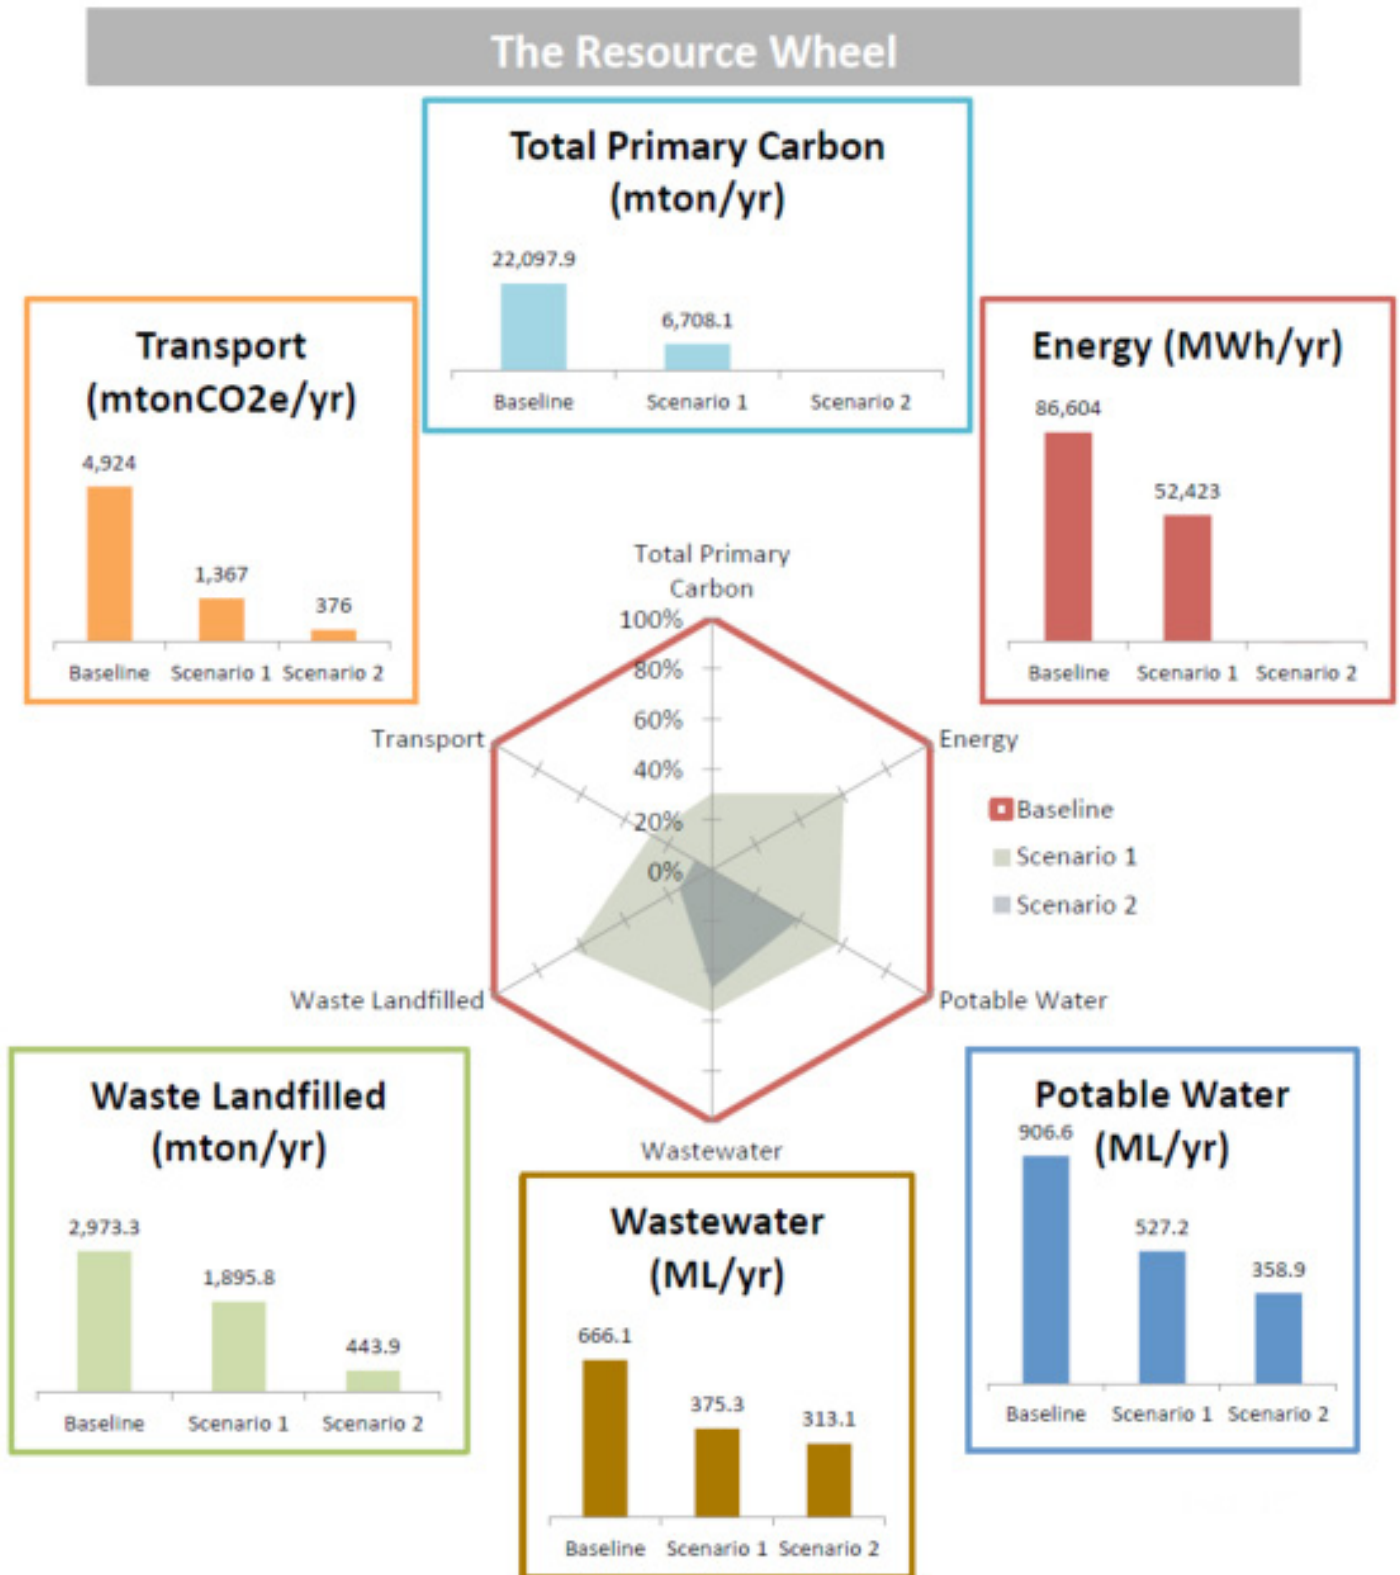 The Resource Wheel
Total Primary Carbon
(mton/yr)
22,097.9
6,708.1
Baseline Scenario 1 Scenario 2
Transport
(mtonCO2e/yr)
4,924
1,367
376
Baseline Scenario 1 Scenario 2
Energy (MWh/yr)
86,604
52,423
Baseline Scenario 1 Scenario 2
Total Primary
Carbon
100%
80%
60%
40%
20%
0%
Transport
Energy
Waste Landfilled
Potable Water
Wastewater
Baseline
Scenario 1
Scenario 2
Waste Landfilled
(mton/yr)
2,973.3
1,895.8
443.9
Baseline Scenario 1 Scenario 2
Wastewater
(ML/yr)
666.1
375.3
313.1
Baseline Scenario 1 Scenario 2
Potable Water
(ML/yr)
906.6
527.2
358.9
Baseline Scenario 1 Scenario 2